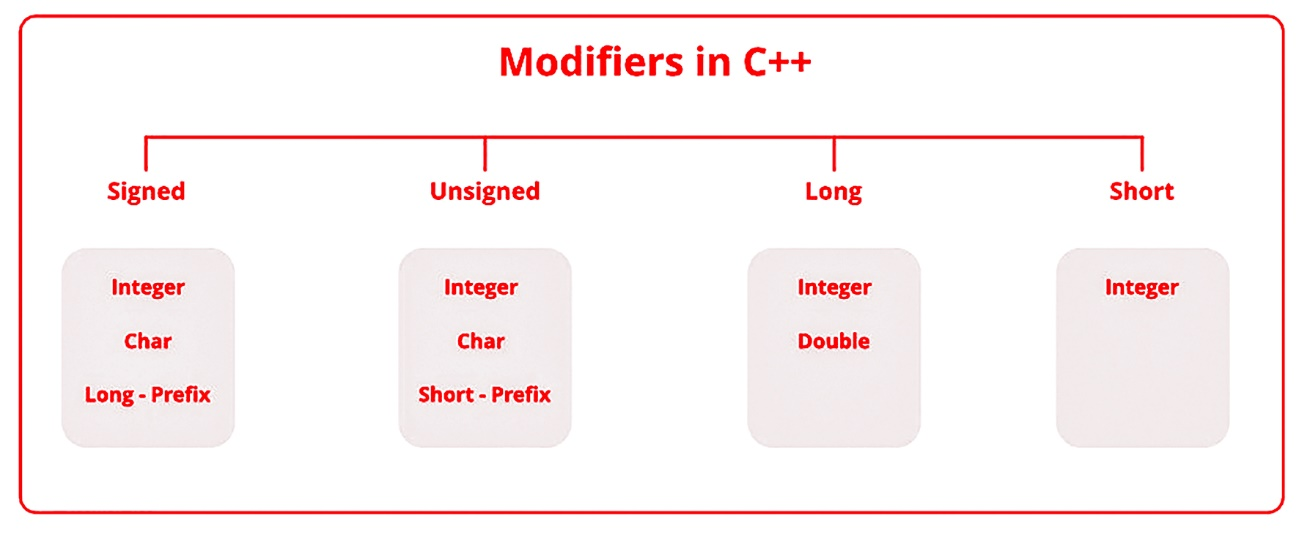 Modifiers in C++
Signed
Integer
Char
Long - Prefix
Unsigned
Integer
Char
Short - Prefix
Long
Integer
Double
Short
Integer